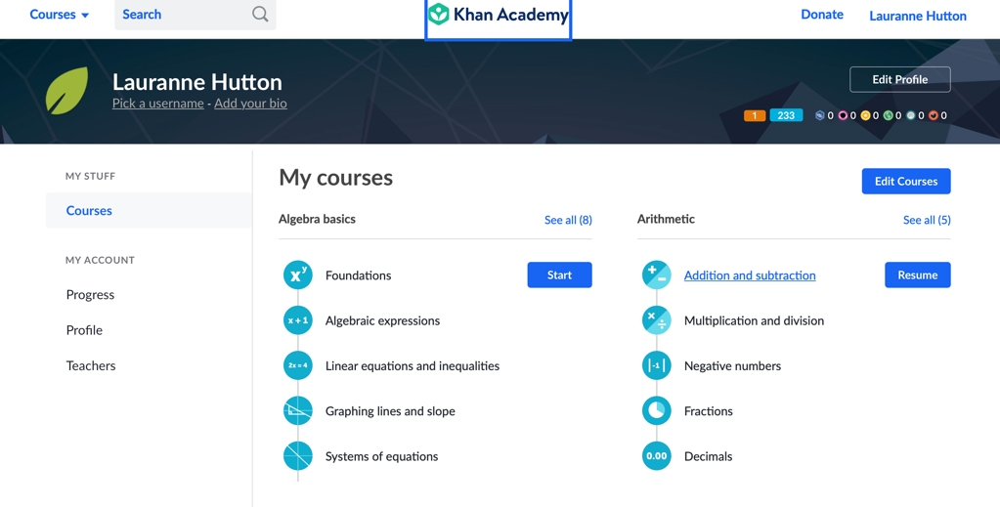 Courses
Search
Khan Academy
Donate
Lauranne Hutton
Lauranne Hutton
Pick a username - Add your bio
Edit Profile
1 233 0 0 0 0 0 0
MY STUFF
Courses
MY ACCOUNT
Progress
Profile
Teachers
My courses
Edit Courses
Algebra basics
See all (8)
xʸ Foundations
Start
x + 1 Algebraic expressions
2x = 4 Linear equations and inequalities
Graphing lines and slope
Systems of equations
Arithmetic
See all (5)
+ − Addition and subtraction
Resume
× ÷ Multiplication and division
|-1| Negative numbers
Fractions
0.00 Decimals